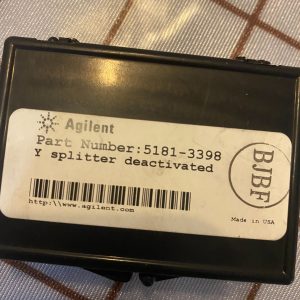 Agilent
Part Number:5181-3398
Y splitter deactivated
BJBF
http:\\www.agilent.com
Made in USA